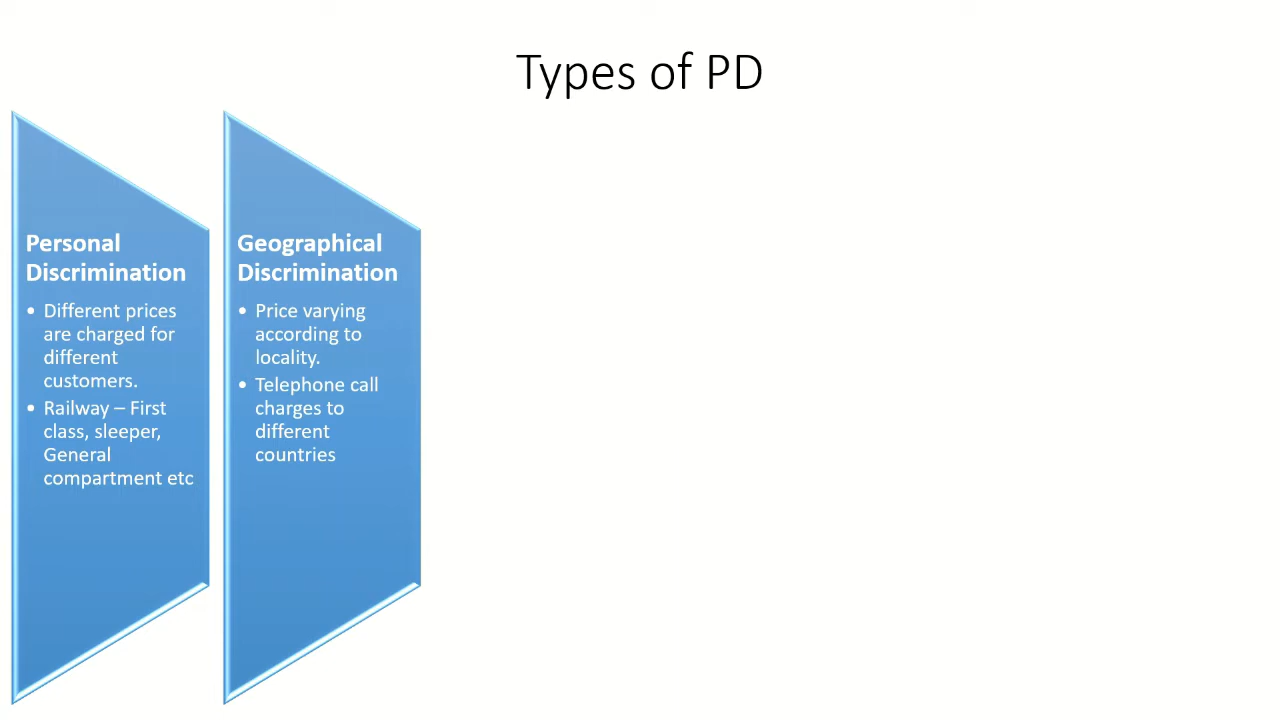 Types of PD
Personal
Discrimination
• Different prices
are charged for
different
customers.
• Railway – First
class, sleeper,
General
compartment etc
Geographical
Discrimination
• Price varying
according to
locality.
• Telephone call
charges to
different
countries